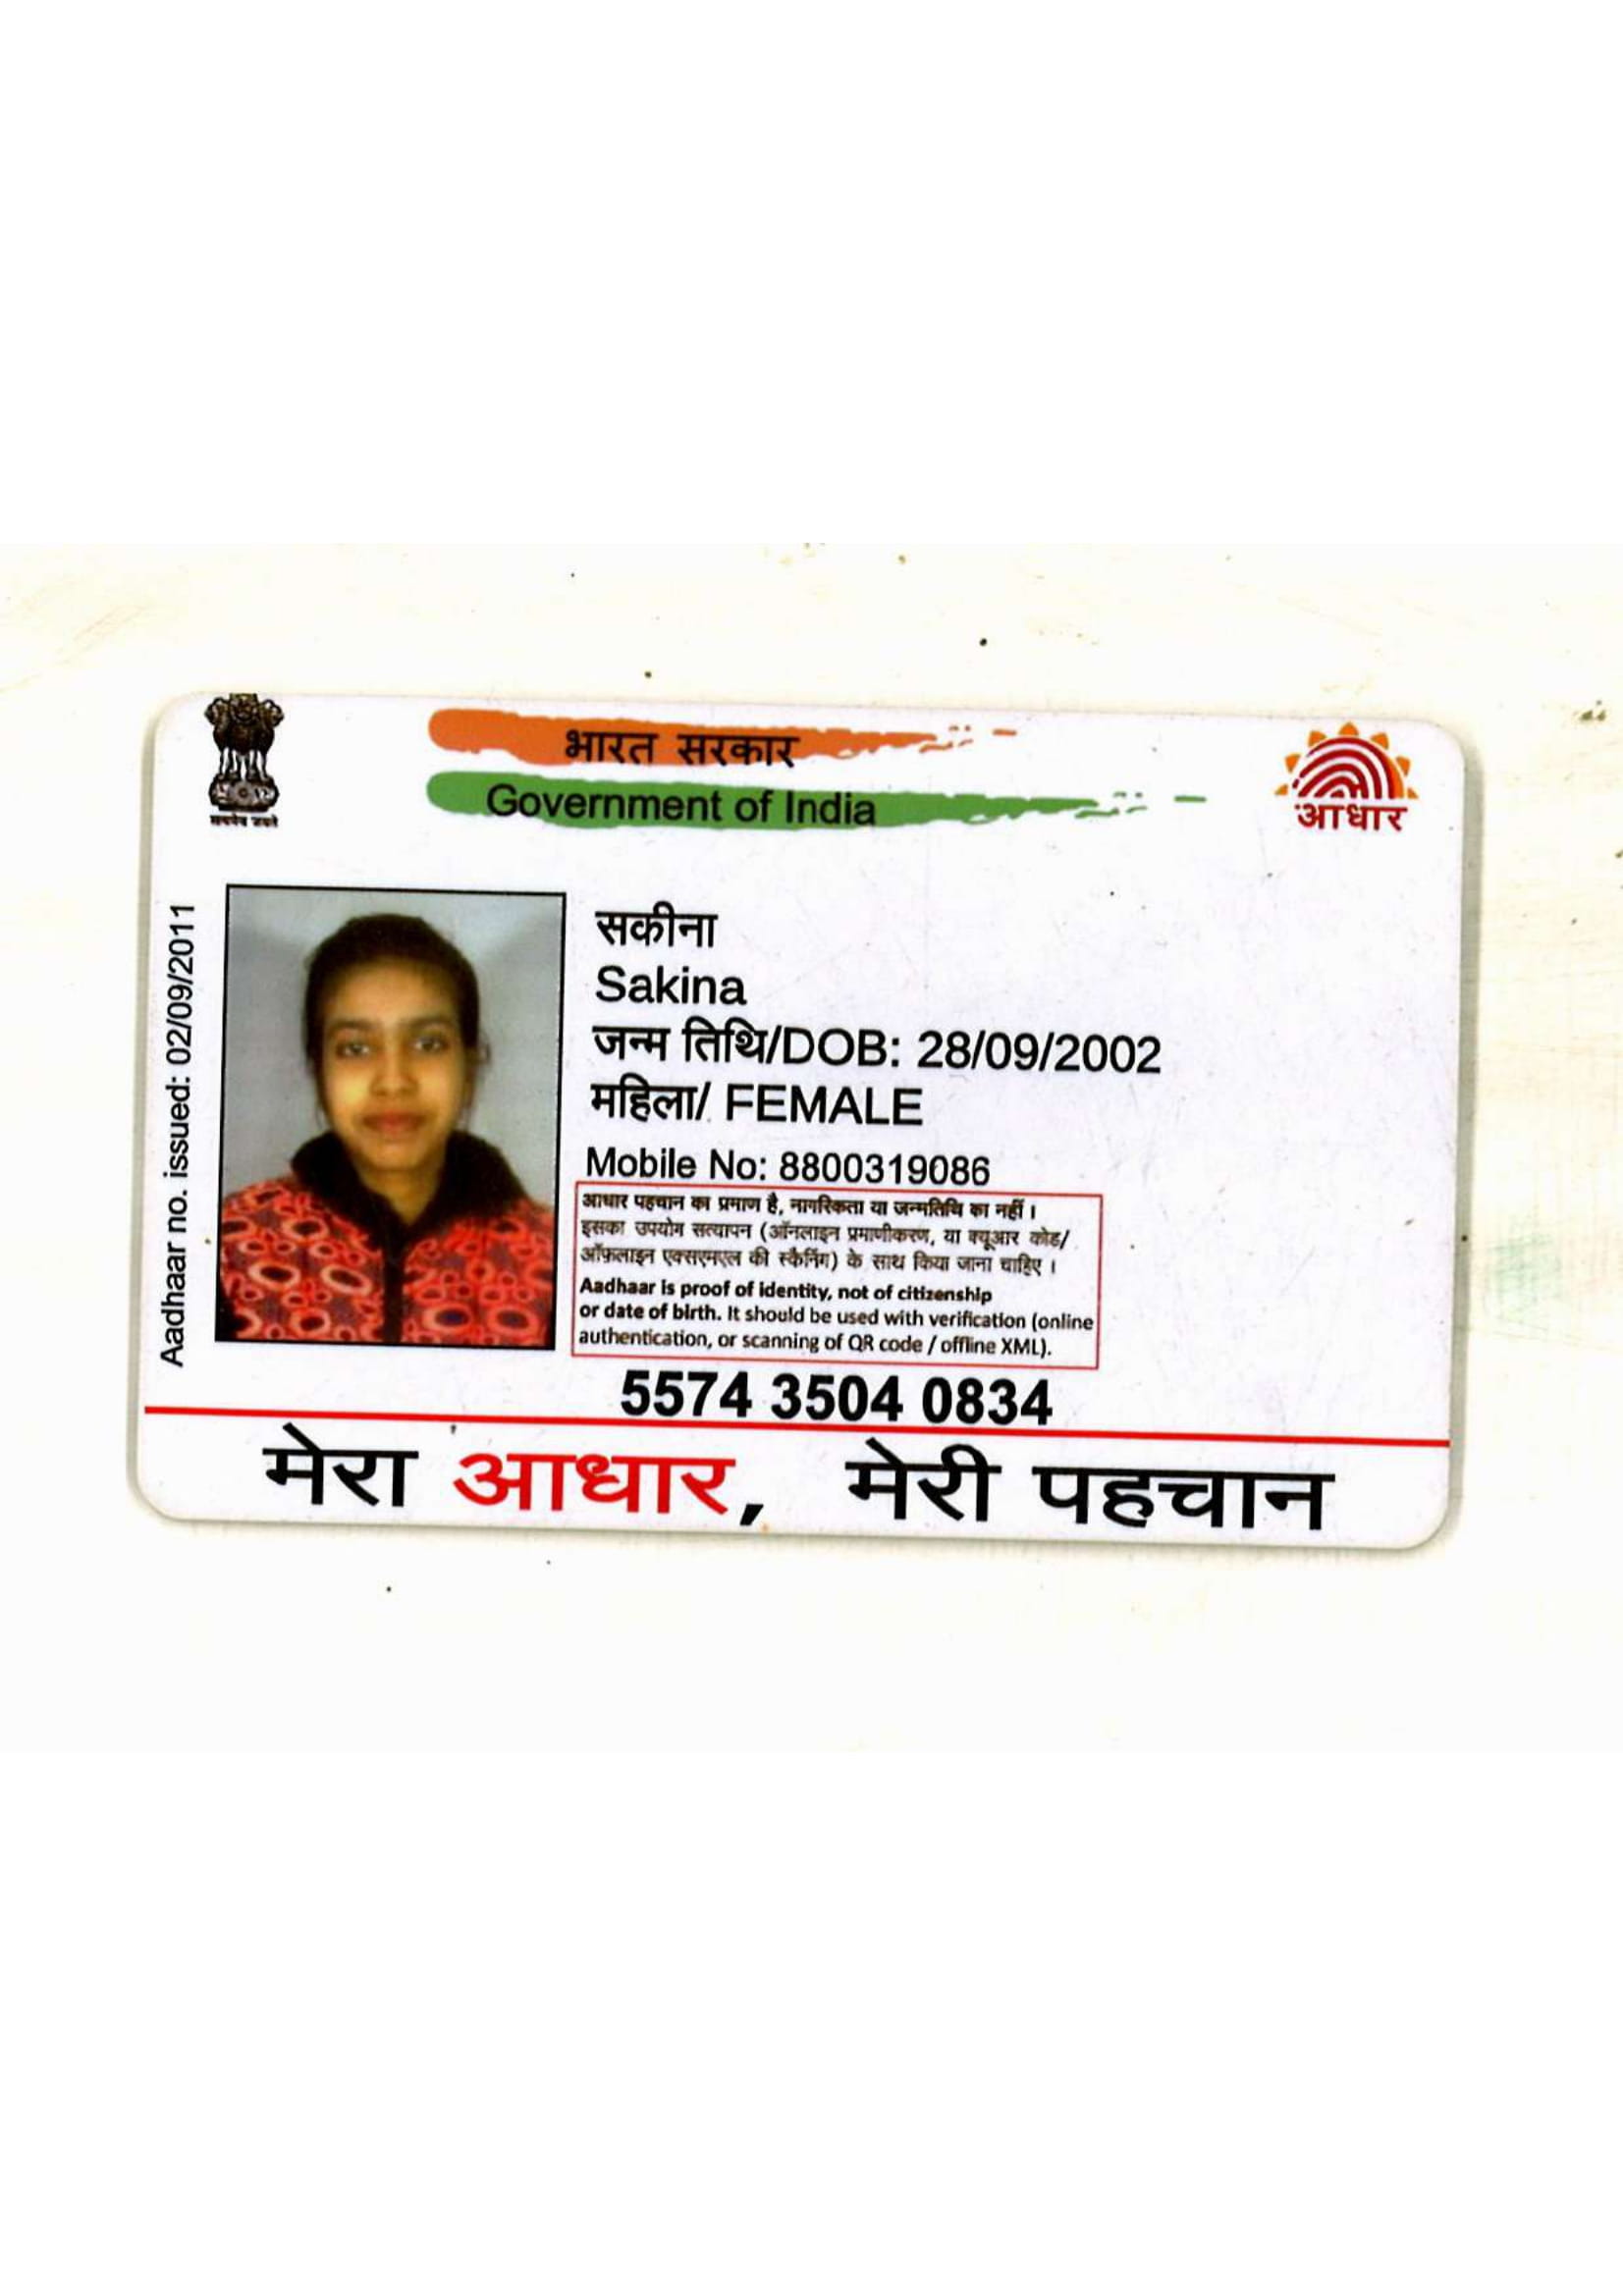 भारत सरकार
Government of India
सत्यमेव जयते
आधार
Aadhaar no. issued: 02/09/2011
सकीना
Sakina
जन्म तिथि/DOB: 28/09/2002
महिला/ FEMALE
Mobile No: 8800319086
आधार पहचान का प्रमाण है, नागरिकता या जन्मतिथि का नहीं ।
इसका उपयोग सत्यापन (ऑनलाइन प्रमाणीकरण, या क्यूआर कोड/
ऑफ़लाइन एक्सएमएल की स्कैनिंग) के साथ किया जाना चाहिए ।
Aadhaar is proof of identity, not of citizenship
or date of birth. It should be used with verification (online
authentication, or scanning of QR code / offline XML).
5574 3504 0834
मेरा आधार, मेरी पहचान